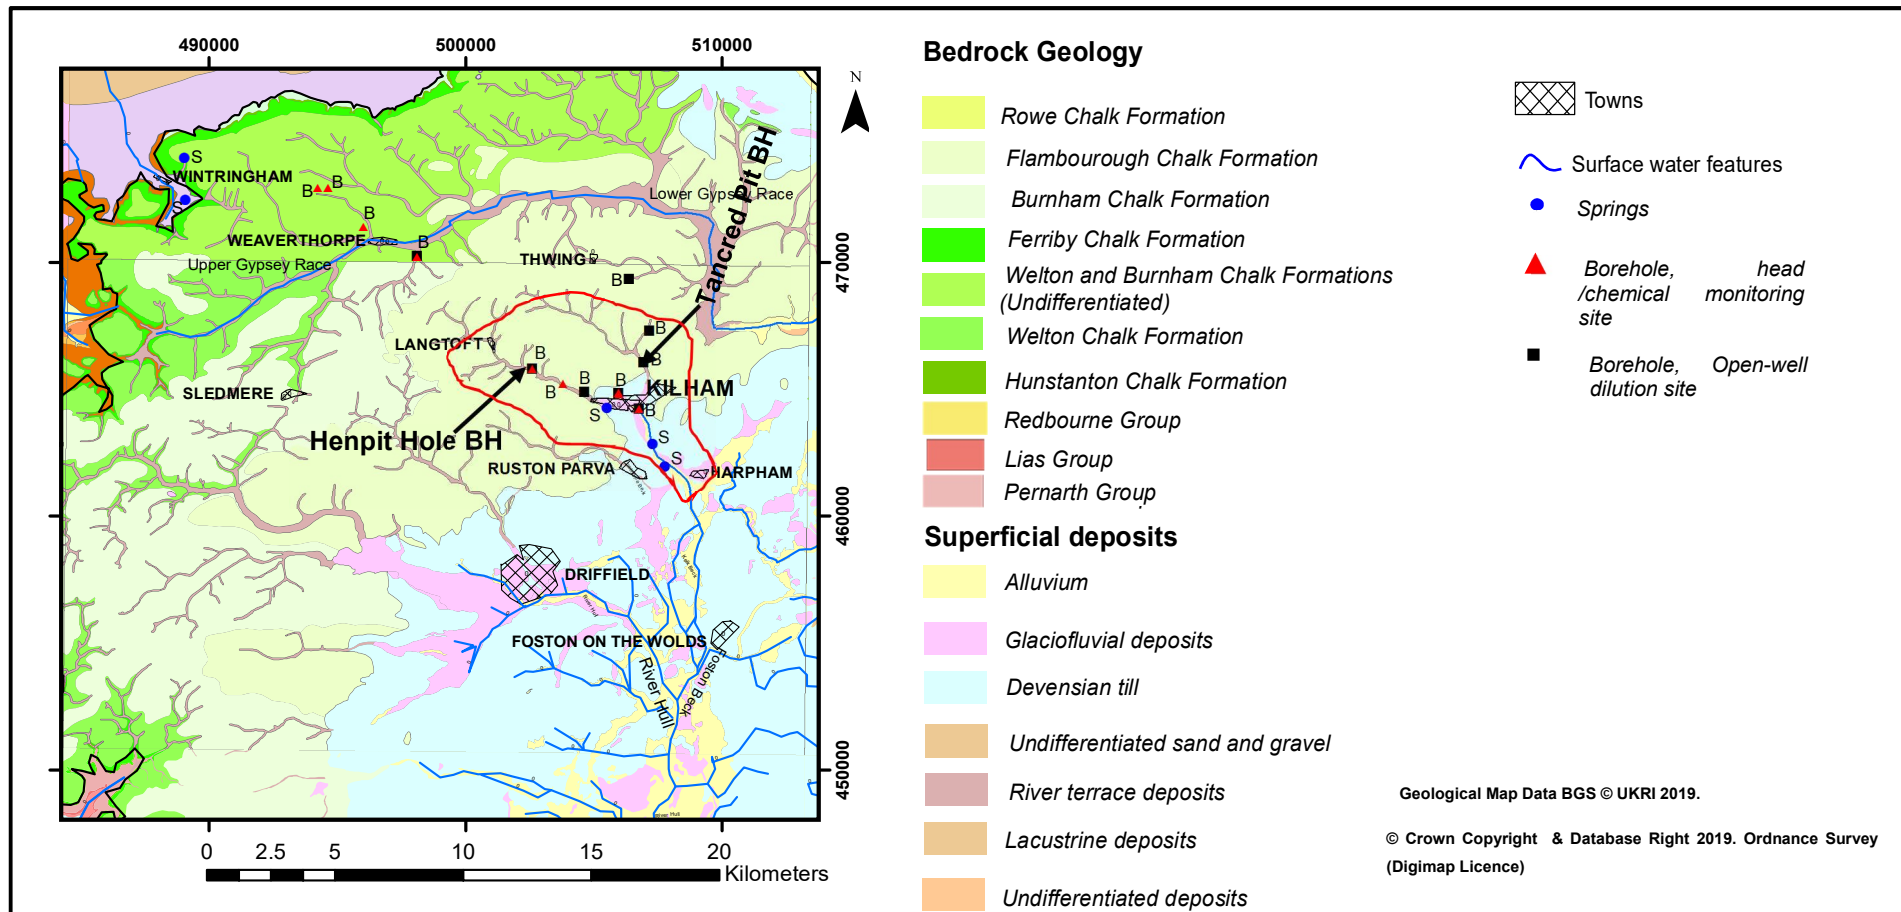 490000
500000
510000
N
WINTRINGHAM
S
S
B
B
B
B
WEAVERTHORPE
Upper Gypsey Race
Lower Gypsey Race
Tancred Pit BH
THWING
B
B
B
LANGTOFT
B
B
B
B
KILHAM
B
S
S
S
SLEDMERE
Henpit Hole BH
RUSTON PARVA
HARPHAM
DRIFFIELD
FOSTON ON THE WOLDS
River Hull
Foston Beck
470000
460000
450000
0
2.5
5
10
15
20
Kilometers
Bedrock Geology
Rowe Chalk Formation
Flambourough Chalk Formation
Burnham Chalk Formation
Ferriby Chalk Formation
Welton and Burnham Chalk Formations
(Undifferentiated)
Welton Chalk Formation
Hunstanton Chalk Formation
Redbourne Group
Lias Group
Pernarth Group
Superficial deposits
Alluvium
Glaciofluvial deposits
Devensian till
Undifferentiated sand and gravel
River terrace deposits
Lacustrine deposits
Undifferentiated deposits
Towns
Surface water features
Springs
Borehole, head
/chemical monitoring
site
Borehole, Open-well
dilution site
Geological Map Data BGS © UKRI 2019.
© Crown Copyright & Database Right 2019. Ordnance Survey
(Digimap Licence)